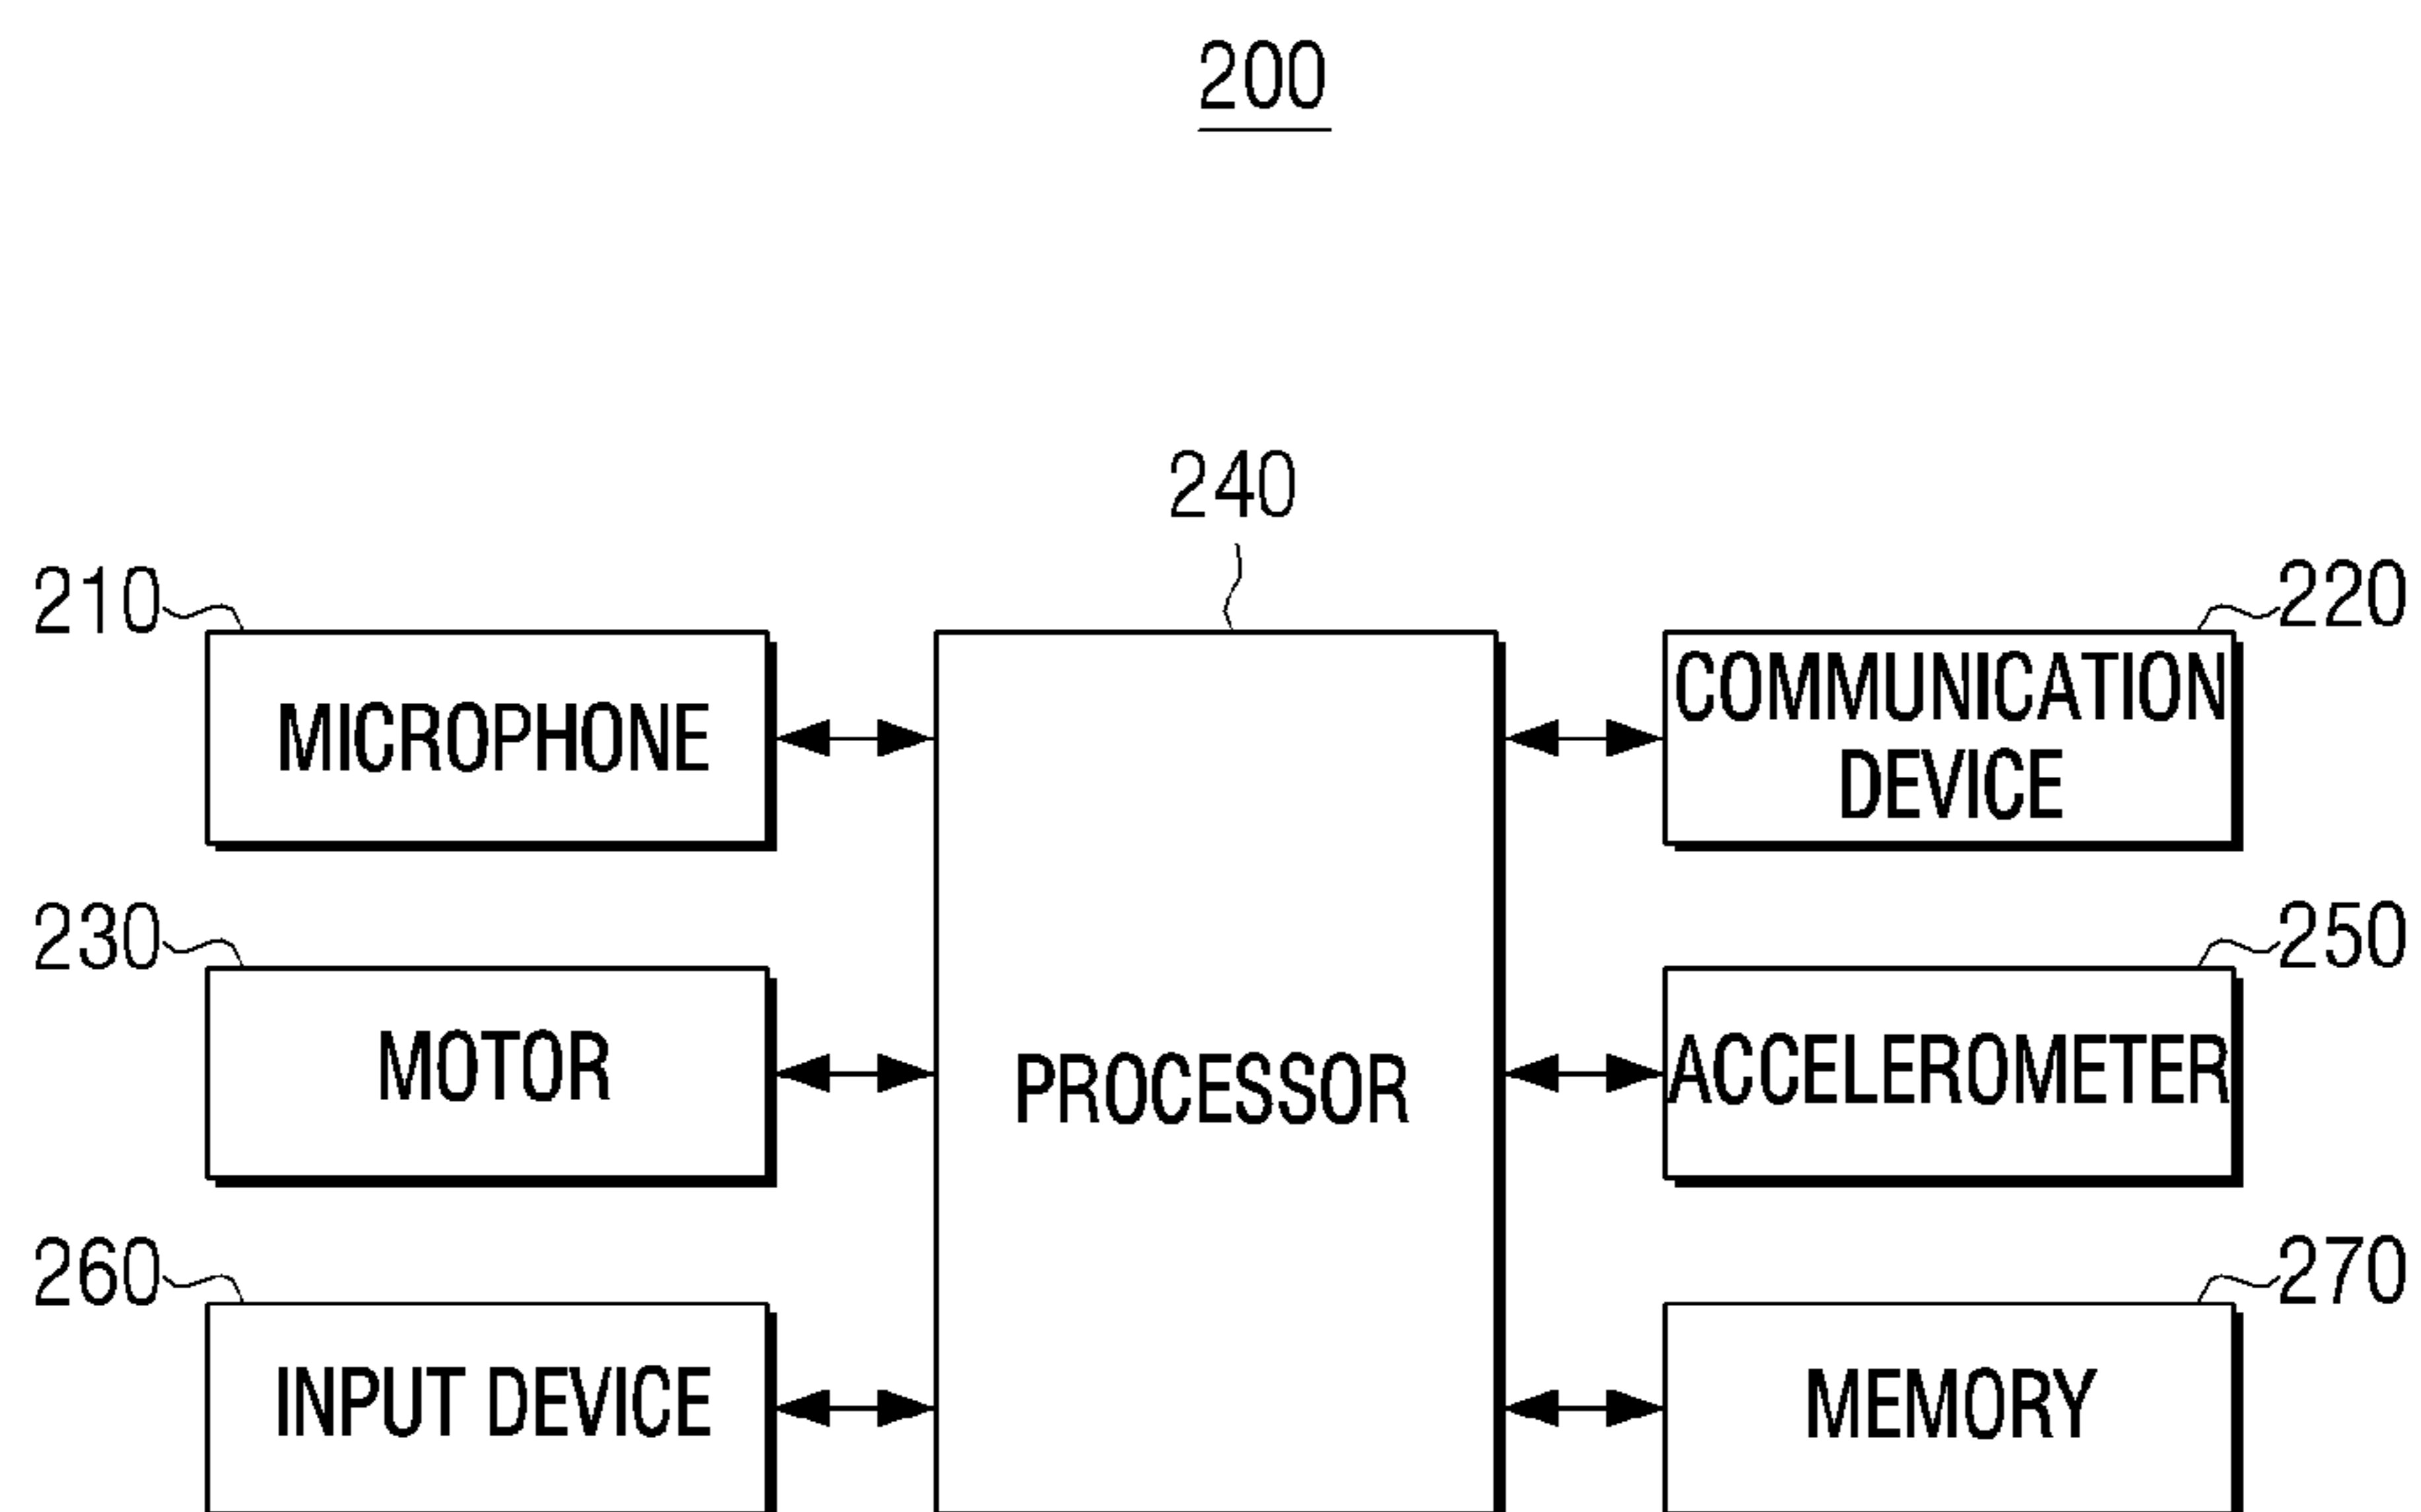 200
240
210
220
MICROPHONE
COMMUNICATION
DEVICE
230
250
MOTOR
PROCESSOR
ACCELEROMETER
260
270
INPUT DEVICE
MEMORY